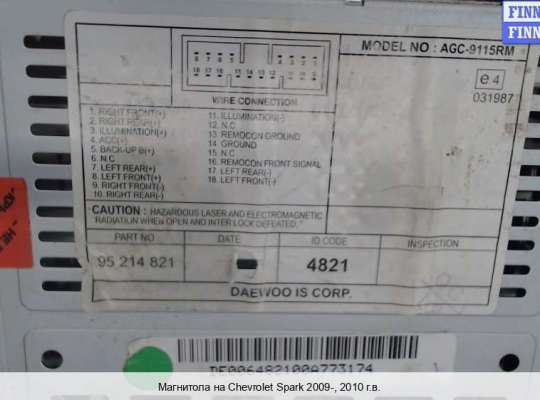 FINN
FINN
MODEL NO : AGC-9115RM
e4
031987
WIRE CONNECTION
1. RIGHT FRONT(+)
2. RIGHT REAR(+)
3. ILLUMINATION(+)
4. ACC(+)
5. BACK-UP B(+)
6. N.C
7. LEFT REAR(+)
8. LEFT FRONT(+)
9. RIGHT FRONT(-)
10. RIGHT REAR(-)
11. ILLUMINATION(-)
12. N.C
13. REMOCON GROUND
14. GROUND
15. N.C
16. REMOCON FRONT SIGNAL
17. LEFT REAR(-)
18. LEFT FRONT(-)
CAUTION : HAZARDOUS LASER AND ELECTROMAGNETIC
RADIATION WHEN OPEN AND INTER LOCK DEFEATED.
PART NO DATE ID CODE INSPECTION
95 214 821 4821
DAEWOO IS CORP.
DE0064821008773174
Магнитола на Chevrolet Spark 2009-, 2010 г.в.